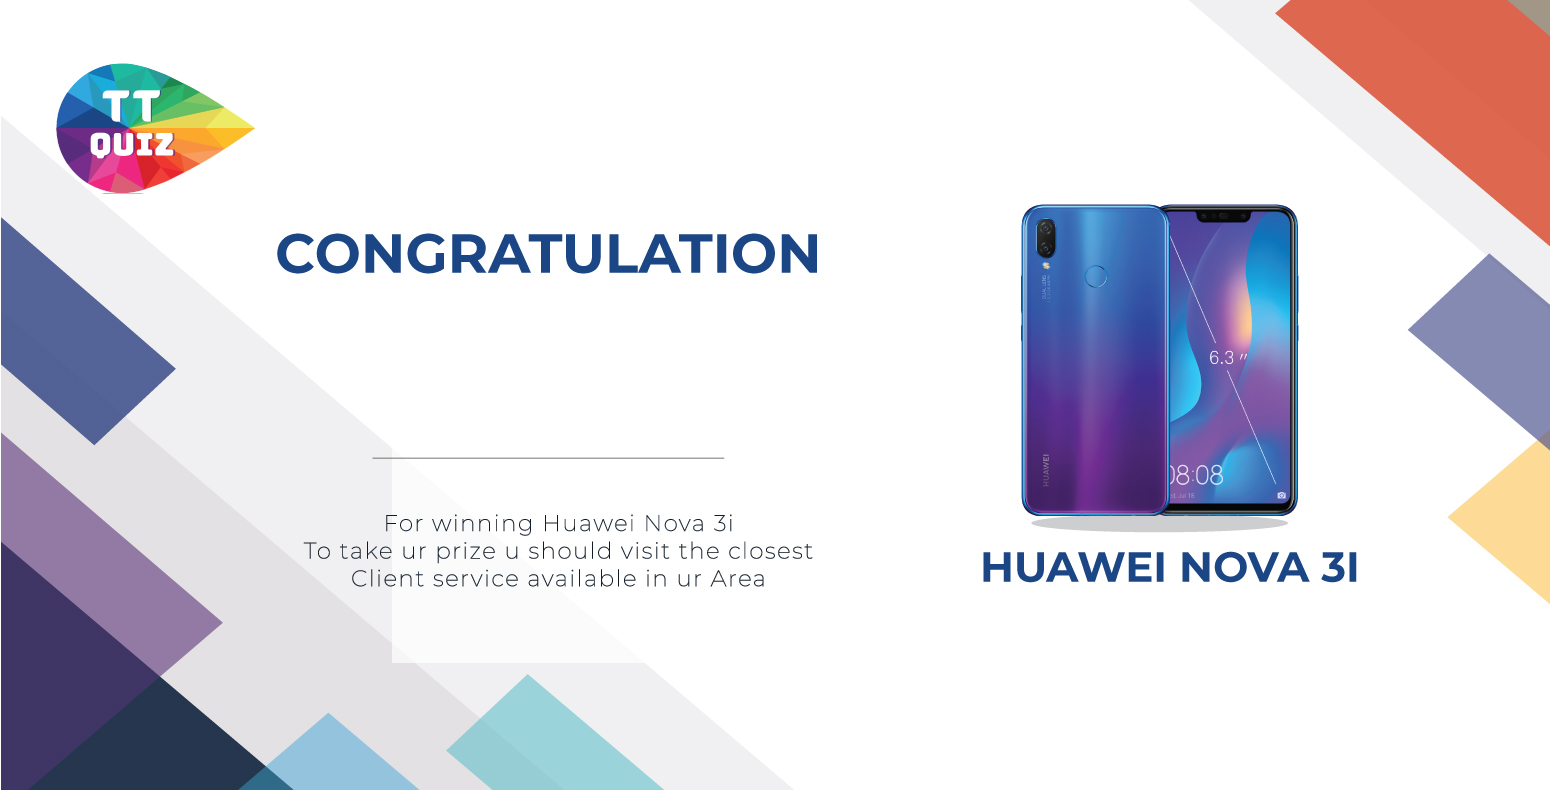 TT
QUIZ
CONGRATULATION
For winning Huawei Nova 3i
To take ur prize u should visit the closest
Client service available in ur Area
HUAWEI
6.3 ″
08:08
HUAWEI NOVA 3I